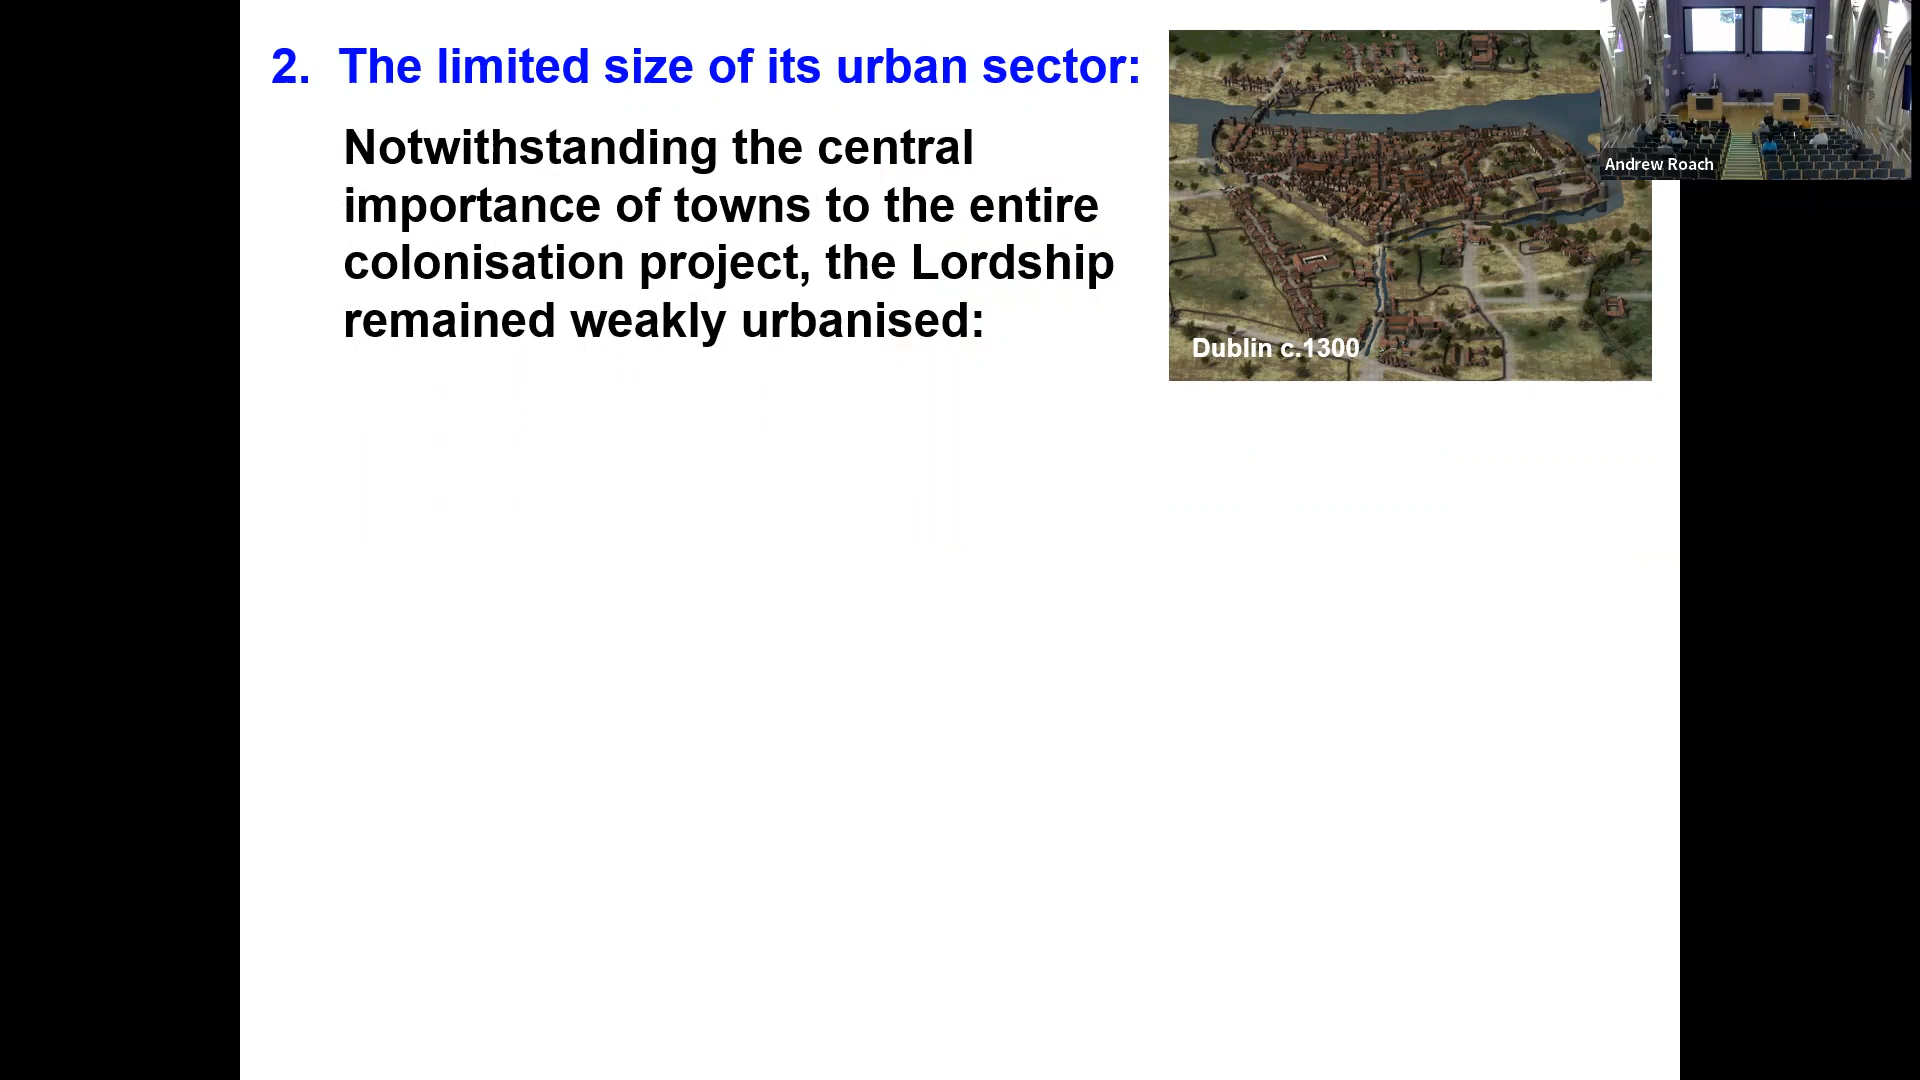 2. The limited size of its urban sector:
Notwithstanding the central
importance of towns to the entire
colonisation project, the Lordship
remained weakly urbanised:
Dublin c.1300
Andrew Roach